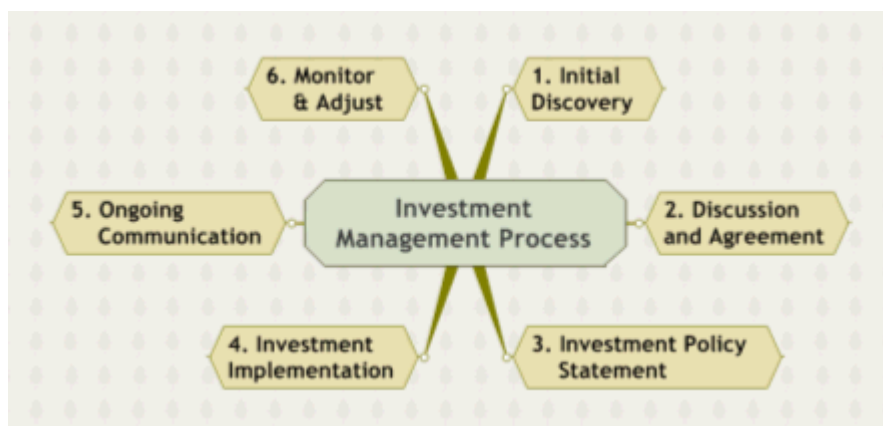 Investment
Management Process
1. Initial
Discovery
2. Discussion
and Agreement
3. Investment Policy
Statement
4. Investment
Implementation
5. Ongoing
Communication
6. Monitor
& Adjust